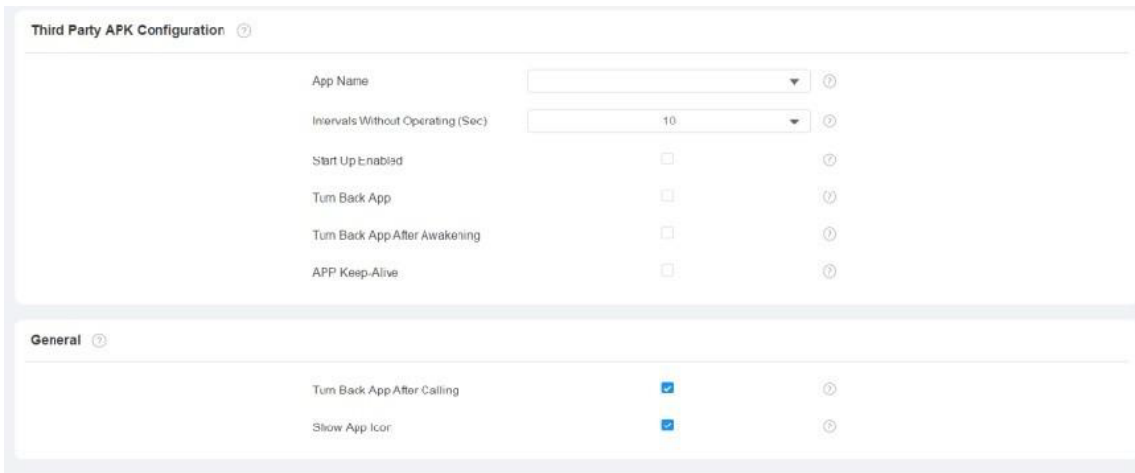 Third Party APK Configuration ?
App Name ?
Intervals Without Operating (Sec) 10 ?
Start Up Enabled ?
Turn Back App ?
Turn Back App After Awakening ?
APP Keep-Alive ?
General ?
Turn Back App After Calling ?
Show App Icon ?